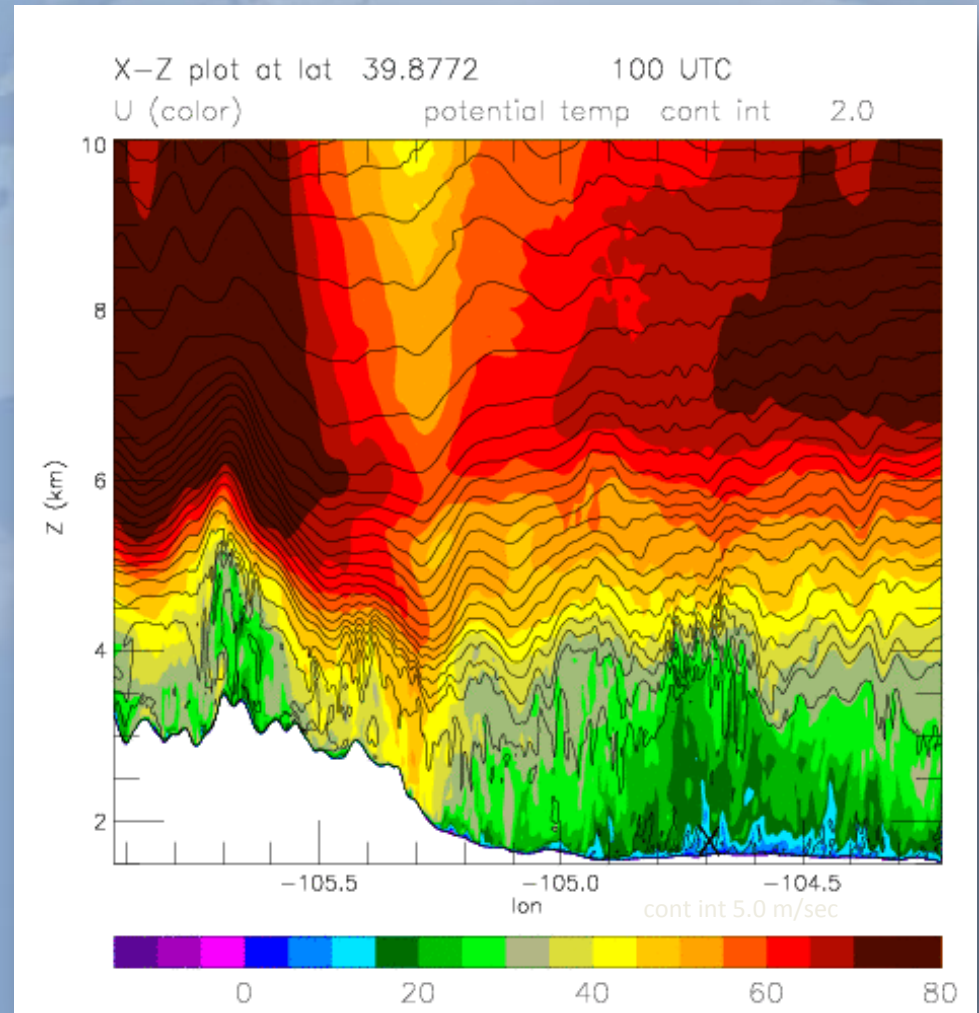 X-Z plot at lat 39.8772 100 UTC
U (color) potential temp cont int 2.0
10
8
6
4
2
Z (km)
X
-105.5 -105.0 -104.5
lon
cont int 5.0 m/sec
0 20 40 60 80